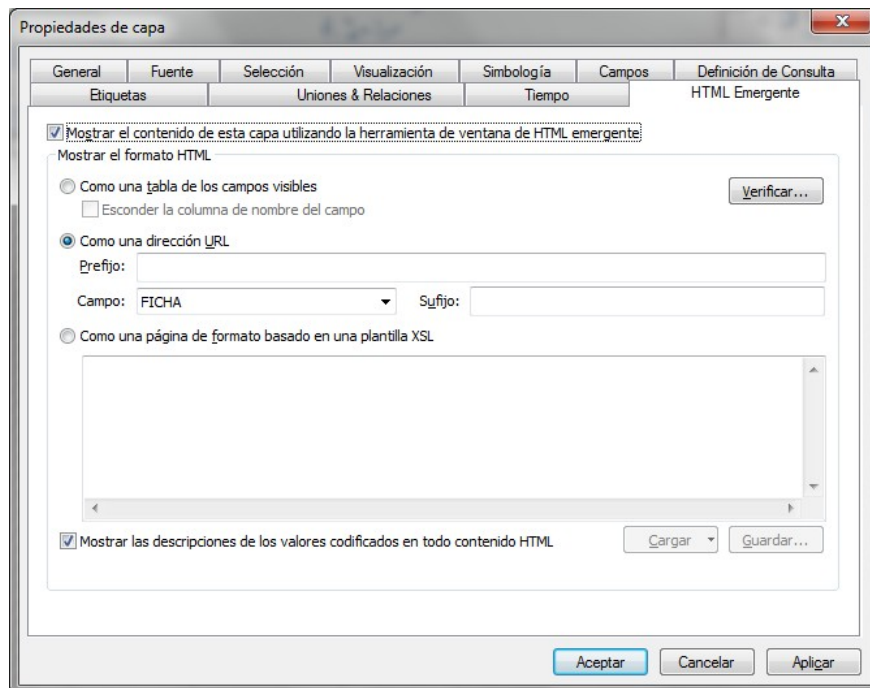 Propiedades de capa
General Fuente Selección Visualización Simbología Campos Definición de Consulta
Etiquetas Uniones & Relaciones Tiempo HTML Emergente
Mostrar el contenido de esta capa utilizando la herramienta de ventana de HTML emergente
Mostrar el formato HTML
Como una tabla de los campos visibles Verificar...
Esconder la columna de nombre del campo
Como una dirección URL
Prefijo:
Campo: FICHA Sufijo:
Como una página de formato basado en una plantilla XSL
Mostrar las descripciones de los valores codificados en todo contenido HTML Cargar Guardar...
Aceptar Cancelar Aplicar